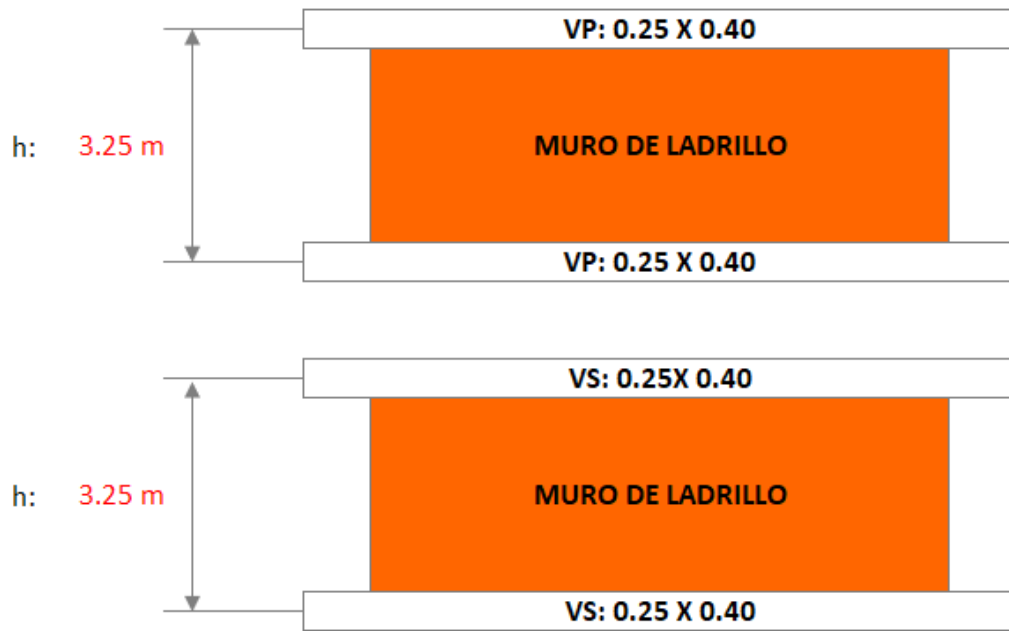 VP: 0.25 X 0.40
h: 3.25 m
MURO DE LADRILLO
VP: 0.25 X 0.40
VS: 0.25X 0.40
h: 3.25 m
MURO DE LADRILLO
VS: 0.25 X 0.40